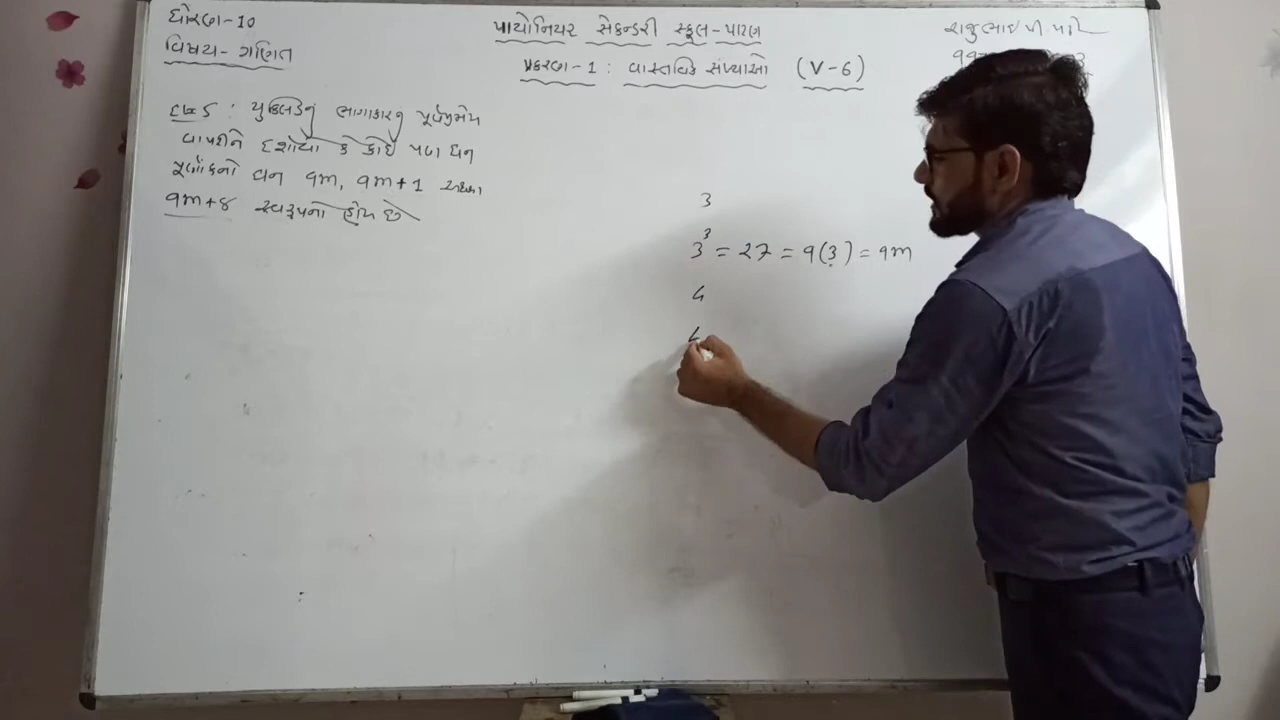 ધોરણ-10
વિષય- ગણિત
પાયોનિયર સેકન્ડરી સ્કૂલ-પાટણ
પ્રકરણ-1 : વાસ્તવિક સંખ્યાઓ (V-6)
રાજુભાઇ પી
દાખલો 5 : યુક્લિડનું ભાગાકારનું પૂર્વપ્રમેય
વાપરીને દર્શાવો કે કોઈ પણ ધન
પૂર્ણાંકનો ઘન 9m, 9m+1 અથવા
9m+8 સ્વરૂપનો હોય છે
3
3³ = 27 = 9(3) = 9m
4
4